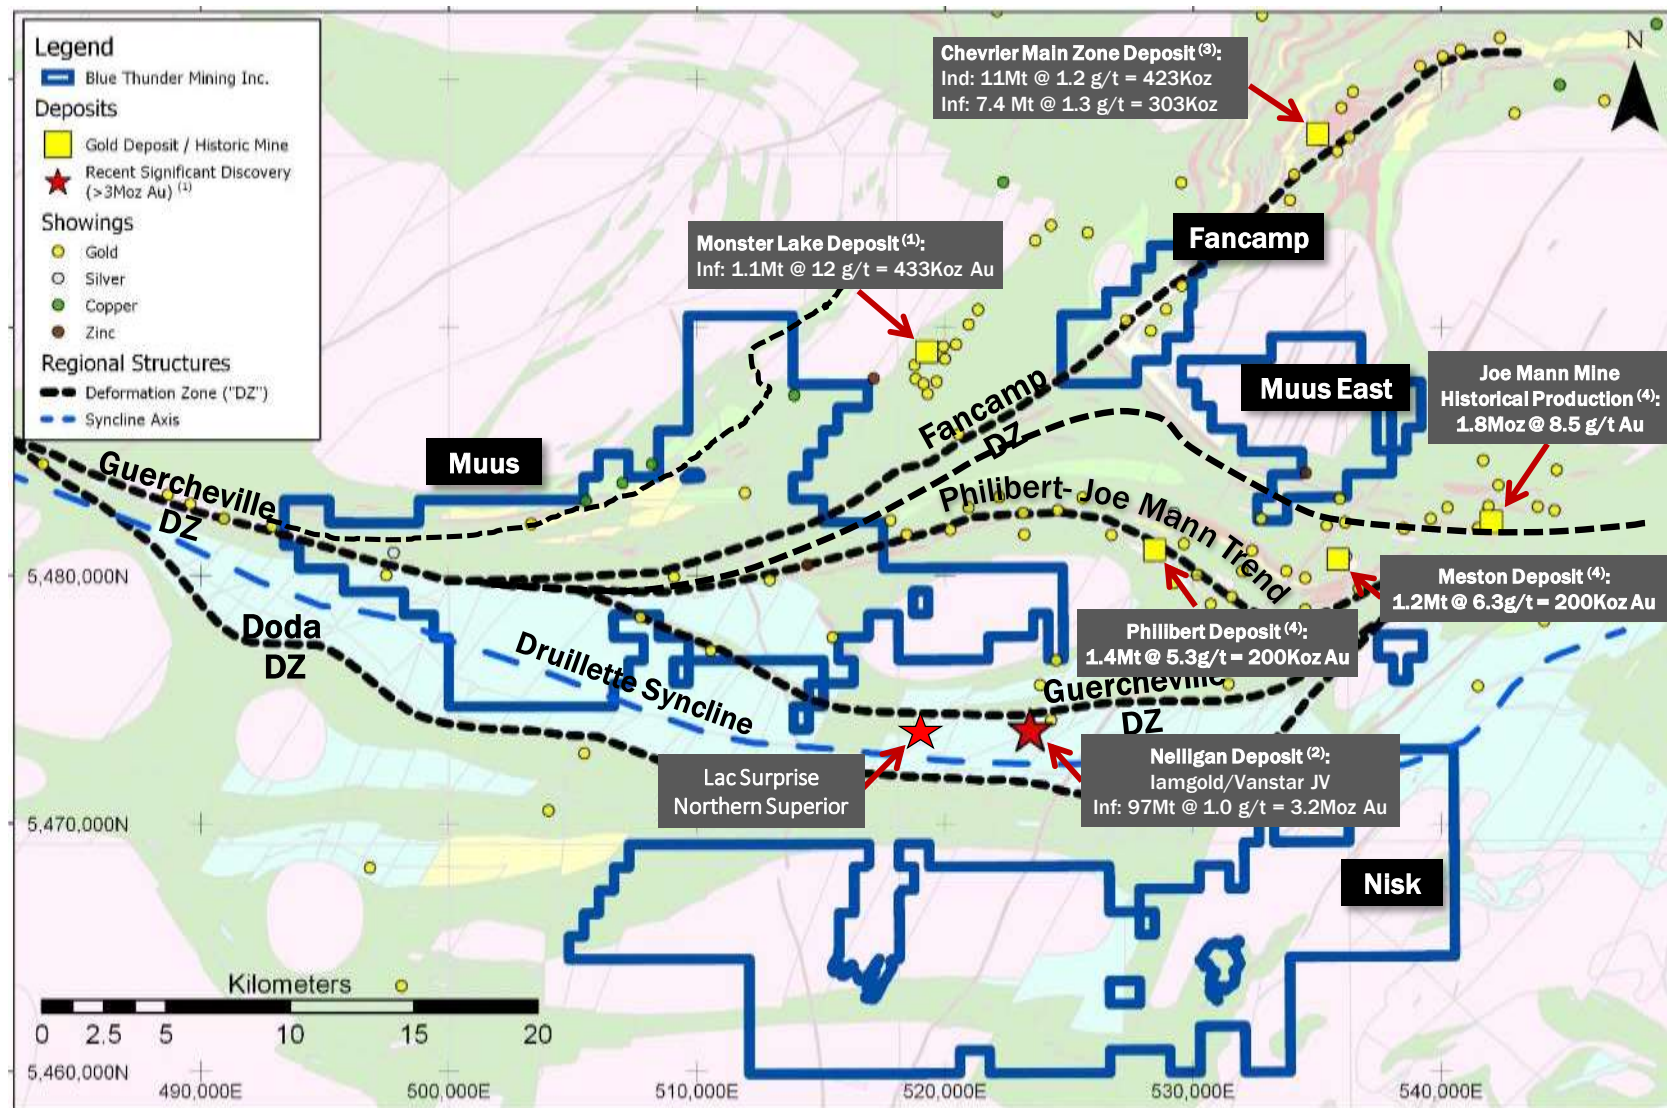 Legend
Blue Thunder Mining Inc.
Deposits
Gold Deposit / Historic Mine
Recent Significant Discovery
(>3Moz Au) (1)
Showings
Gold
Silver
Copper
Zinc
Regional Structures
Deformation Zone ("DZ")
Syncline Axis
Chevrier Main Zone Deposit (3):
Ind: 11Mt @ 1.2 g/t = 423Koz
Inf: 7.4 Mt @ 1.3 g/t = 303Koz
N
Fancamp
Monster Lake Deposit (1):
Inf: 1.1Mt @ 12 g/t = 433Koz Au
Muus East
Joe Mann Mine
Historical Production (4):
1.8Moz @ 8.5 g/t Au
Fancamp
DZ
Muus
Guercheville
DZ
Philibert- Joe Mann Trend
5,480,000N
Meston Deposit (4):
1.2Mt @ 6.3g/t = 200Koz Au
Philibert Deposit (4):
1.4Mt @ 5.3g/t = 200Koz Au
Doda
DZ
Druillette Syncline
Guercheville
DZ
Lac Surprise
Northern Superior
Nelligan Deposit (2):
Iamgold/Vanstar JV
Inf: 97Mt @ 1.0 g/t = 3.2Moz Au
5,470,000N
Nisk
Kilometers
0 2.5 5 10 15 20
5,460,000N
490,000E 500,000E 510,000E 520,000E 530,000E 540,000E